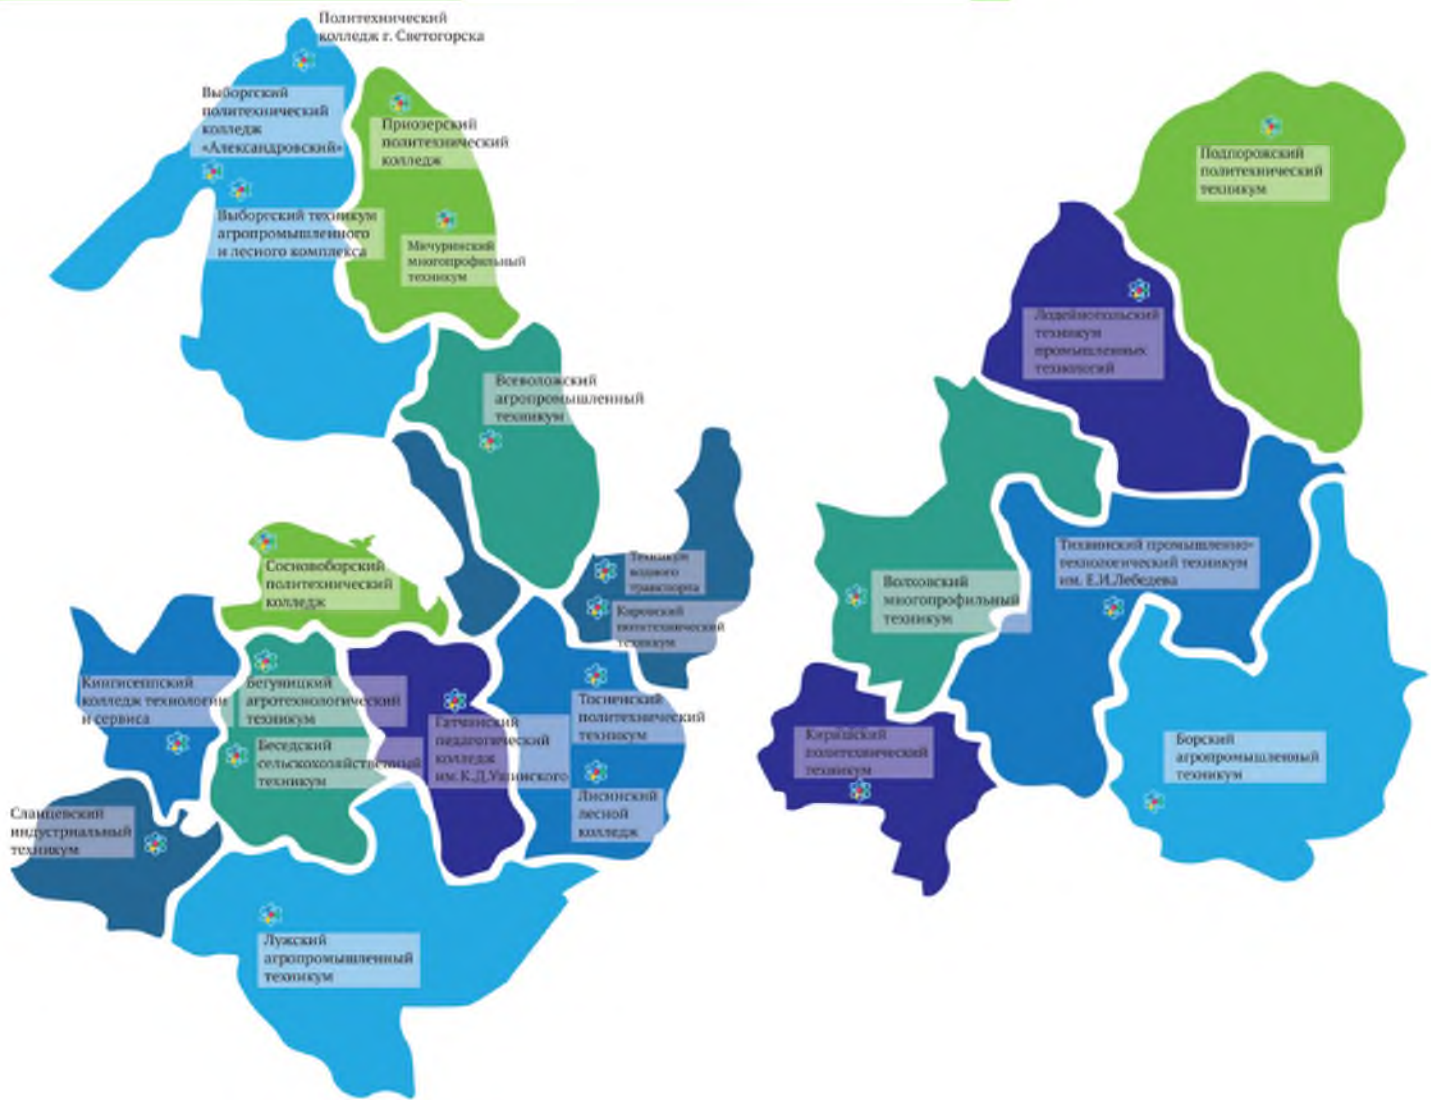 Политехнический
колледж г. Светогорска
Выборгский
политехнический
колледж
«Александровский»
Приозерский
политехнический
колледж
Выборгский техникум
агропромышленного
и лесного комплекса
Мичуринский
многопрофильный
техникум
Всеволожский
агропромышленный
техникум
Сосновоборский
политехнический
колледж
Техникум
водного
транспорта
Кировский
политехнический
техникум
Кингисеппский
колледж технологии
и сервиса
Бегуницкий
агротехнологический
техникум
Беседский
сельскохозяйственный
техникум
Гатчинский
педагогический
колледж
им.К.Д.Ушинского
Тосненский
политехнический
техникум
Лисинский
лесной
колледж
Сланцевский
индустриальный
техникум
Лужский
агропромышленный
техникум
Подпорожский
политехнический
техникум
Лодейнопольский
техникум
промышленных
технологий
Тихвинский промышленно-
технологический техникум
им. Е.И.Лебедева
Волховский
многопрофильный
техникум
Киришский
политехнический
техникум
Борский
агропромышленный
техникум